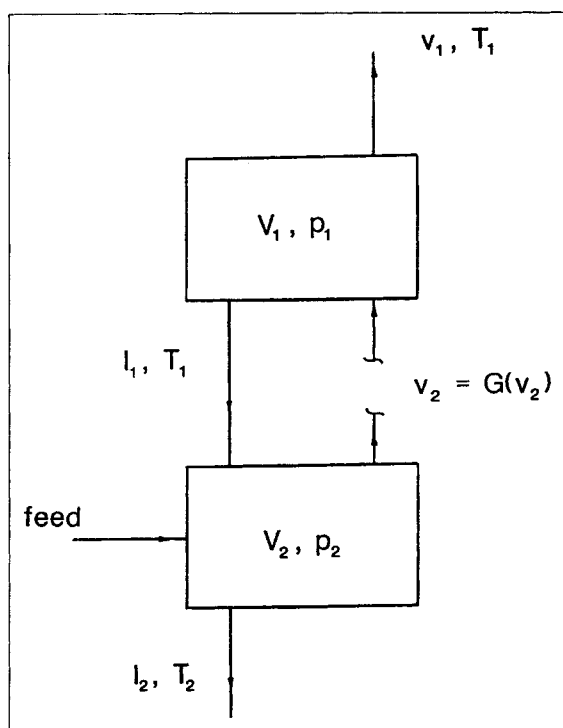 v₁, T₁
V₁, p₁
l₁, T₁
v₂ = G(v₂)
feed
V₂, p₂
l₂, T₂